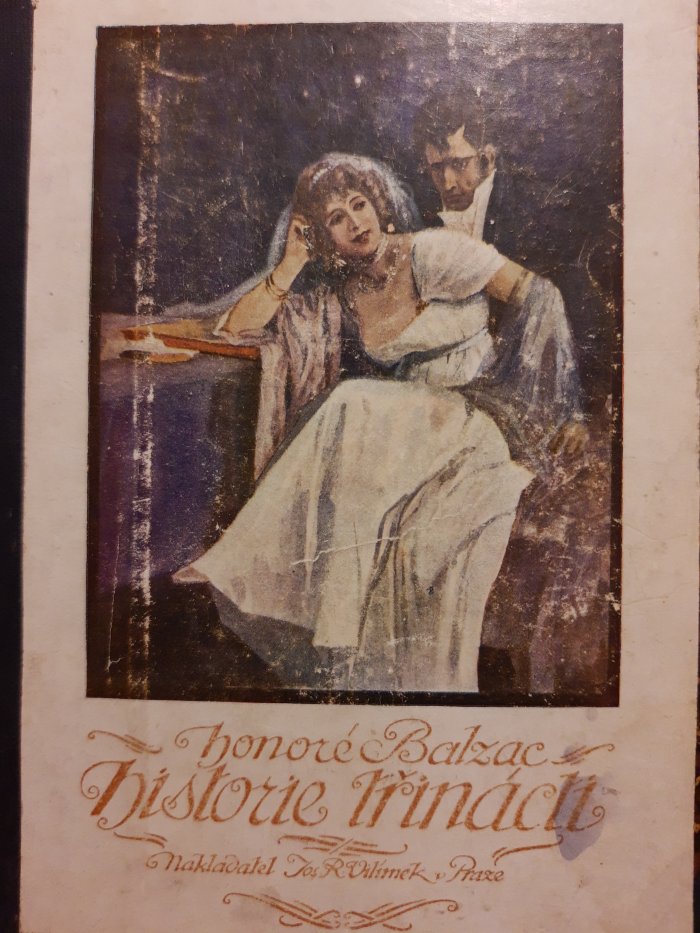 Honoré Balzac
Historie třinácti
Nakladatel Jos. R. Vilímek v Praze